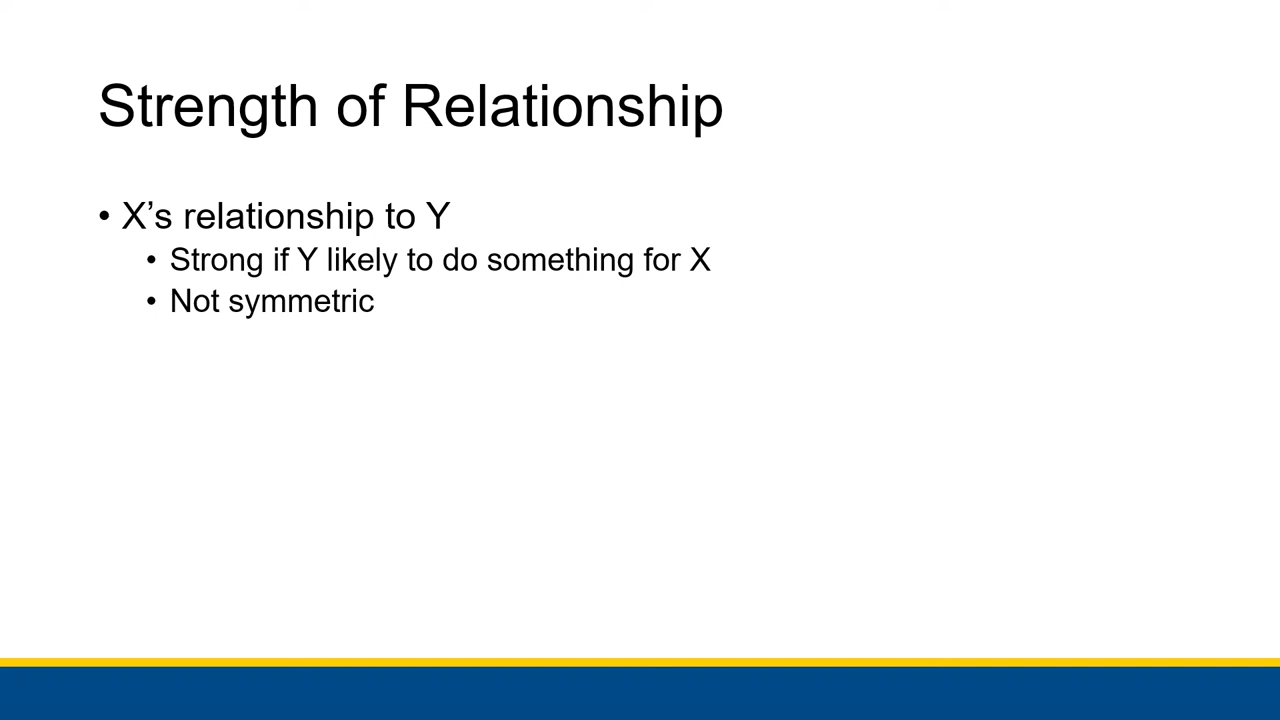 Strength of Relationship
• X’s relationship to Y
• Strong if Y likely to do something for X
• Not symmetric